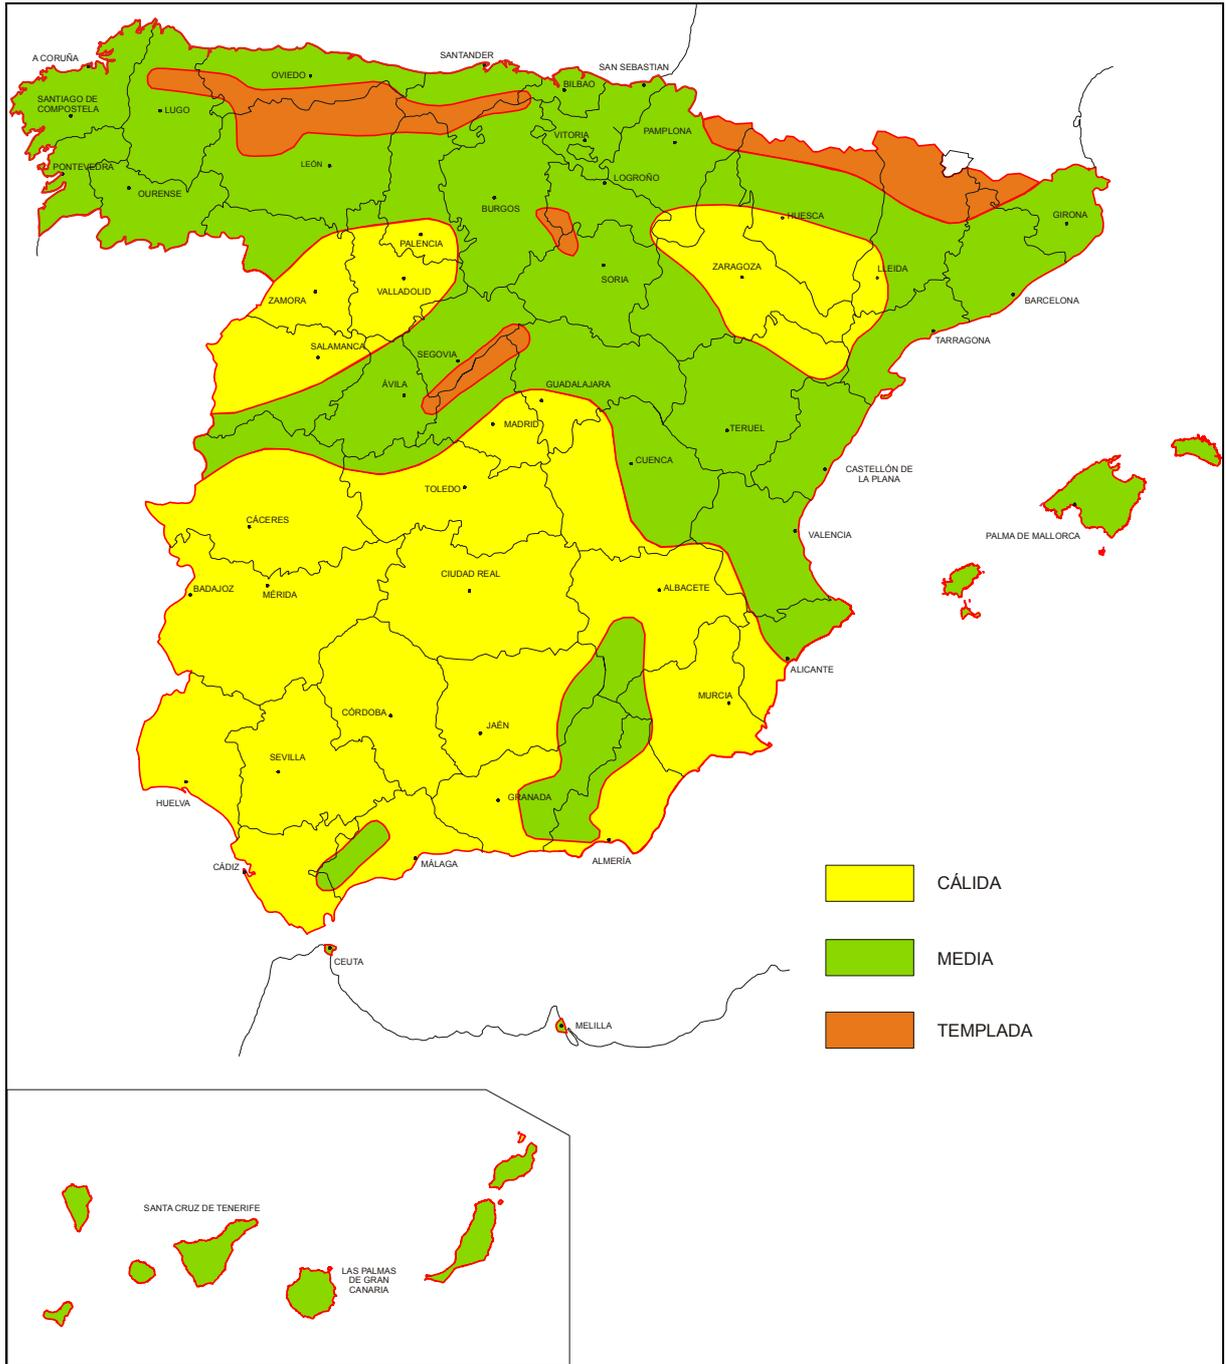 A CORUÑA
SANTANDER
SAN SEBASTIAN
OVIEDO
BILBAO
SANTIAGO DE
COMPOSTELA
LUGO
VITORIA
PAMPLONA
PONTEVEDRA
LEÓN
OURENSE
LOGROÑO
BURGOS
HUESCA
GIRONA
PALENCIA
ZARAGOZA
LLEIDA
SORIA
ZAMORA
VALLADOLID
BARCELONA
TARRAGONA
SALAMANCA
SEGOVIA
ÁVILA
GUADALAJARA
MADRID
TERUEL
CUENCA
CASTELLÓN DE
LA PLANA
TOLEDO
CÁCERES
VALENCIA
PALMA DE MALLORCA
CIUDAD REAL
BADAJOZ
MÉRIDA
ALBACETE
ALICANTE
MURCIA
CÓRDOBA
JAÉN
SEVILLA
GRANADA
HUELVA
CÁDIZ
MÁLAGA
ALMERÍA
CÁLIDA
MEDIA
CEUTA
MELILLA
TEMPLADA
SANTA CRUZ DE TENERIFE
LAS PALMAS
DE GRAN
CANARIA